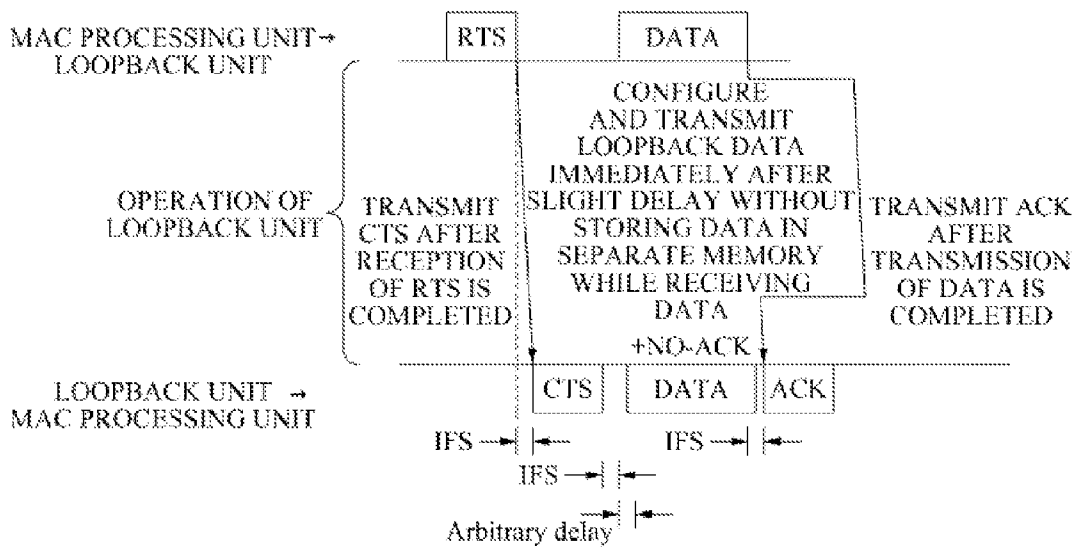 MAC PROCESSING UNIT→
LOOPBACK UNIT
RTS
DATA
OPERATION OF
LOOPBACK UNIT
TRANSMIT
CTS AFTER
RECEPTION
OF RTS IS
COMPLETED
CONFIGURE
AND TRANSMIT
LOOPBACK DATA
IMMEDIATELY AFTER
SLIGHT DELAY WITHOUT
STORING DATA IN
SEPARATE MEMORY
WHILE RECEIVING
DATA
+NO-ACK
TRANSMIT ACK
AFTER
TRANSMISSION
OF DATA IS
COMPLETED
LOOPBACK UNIT →
MAC PROCESSING UNIT
CTS
DATA
ACK
IFS
IFS
IFS
Arbitrary delay